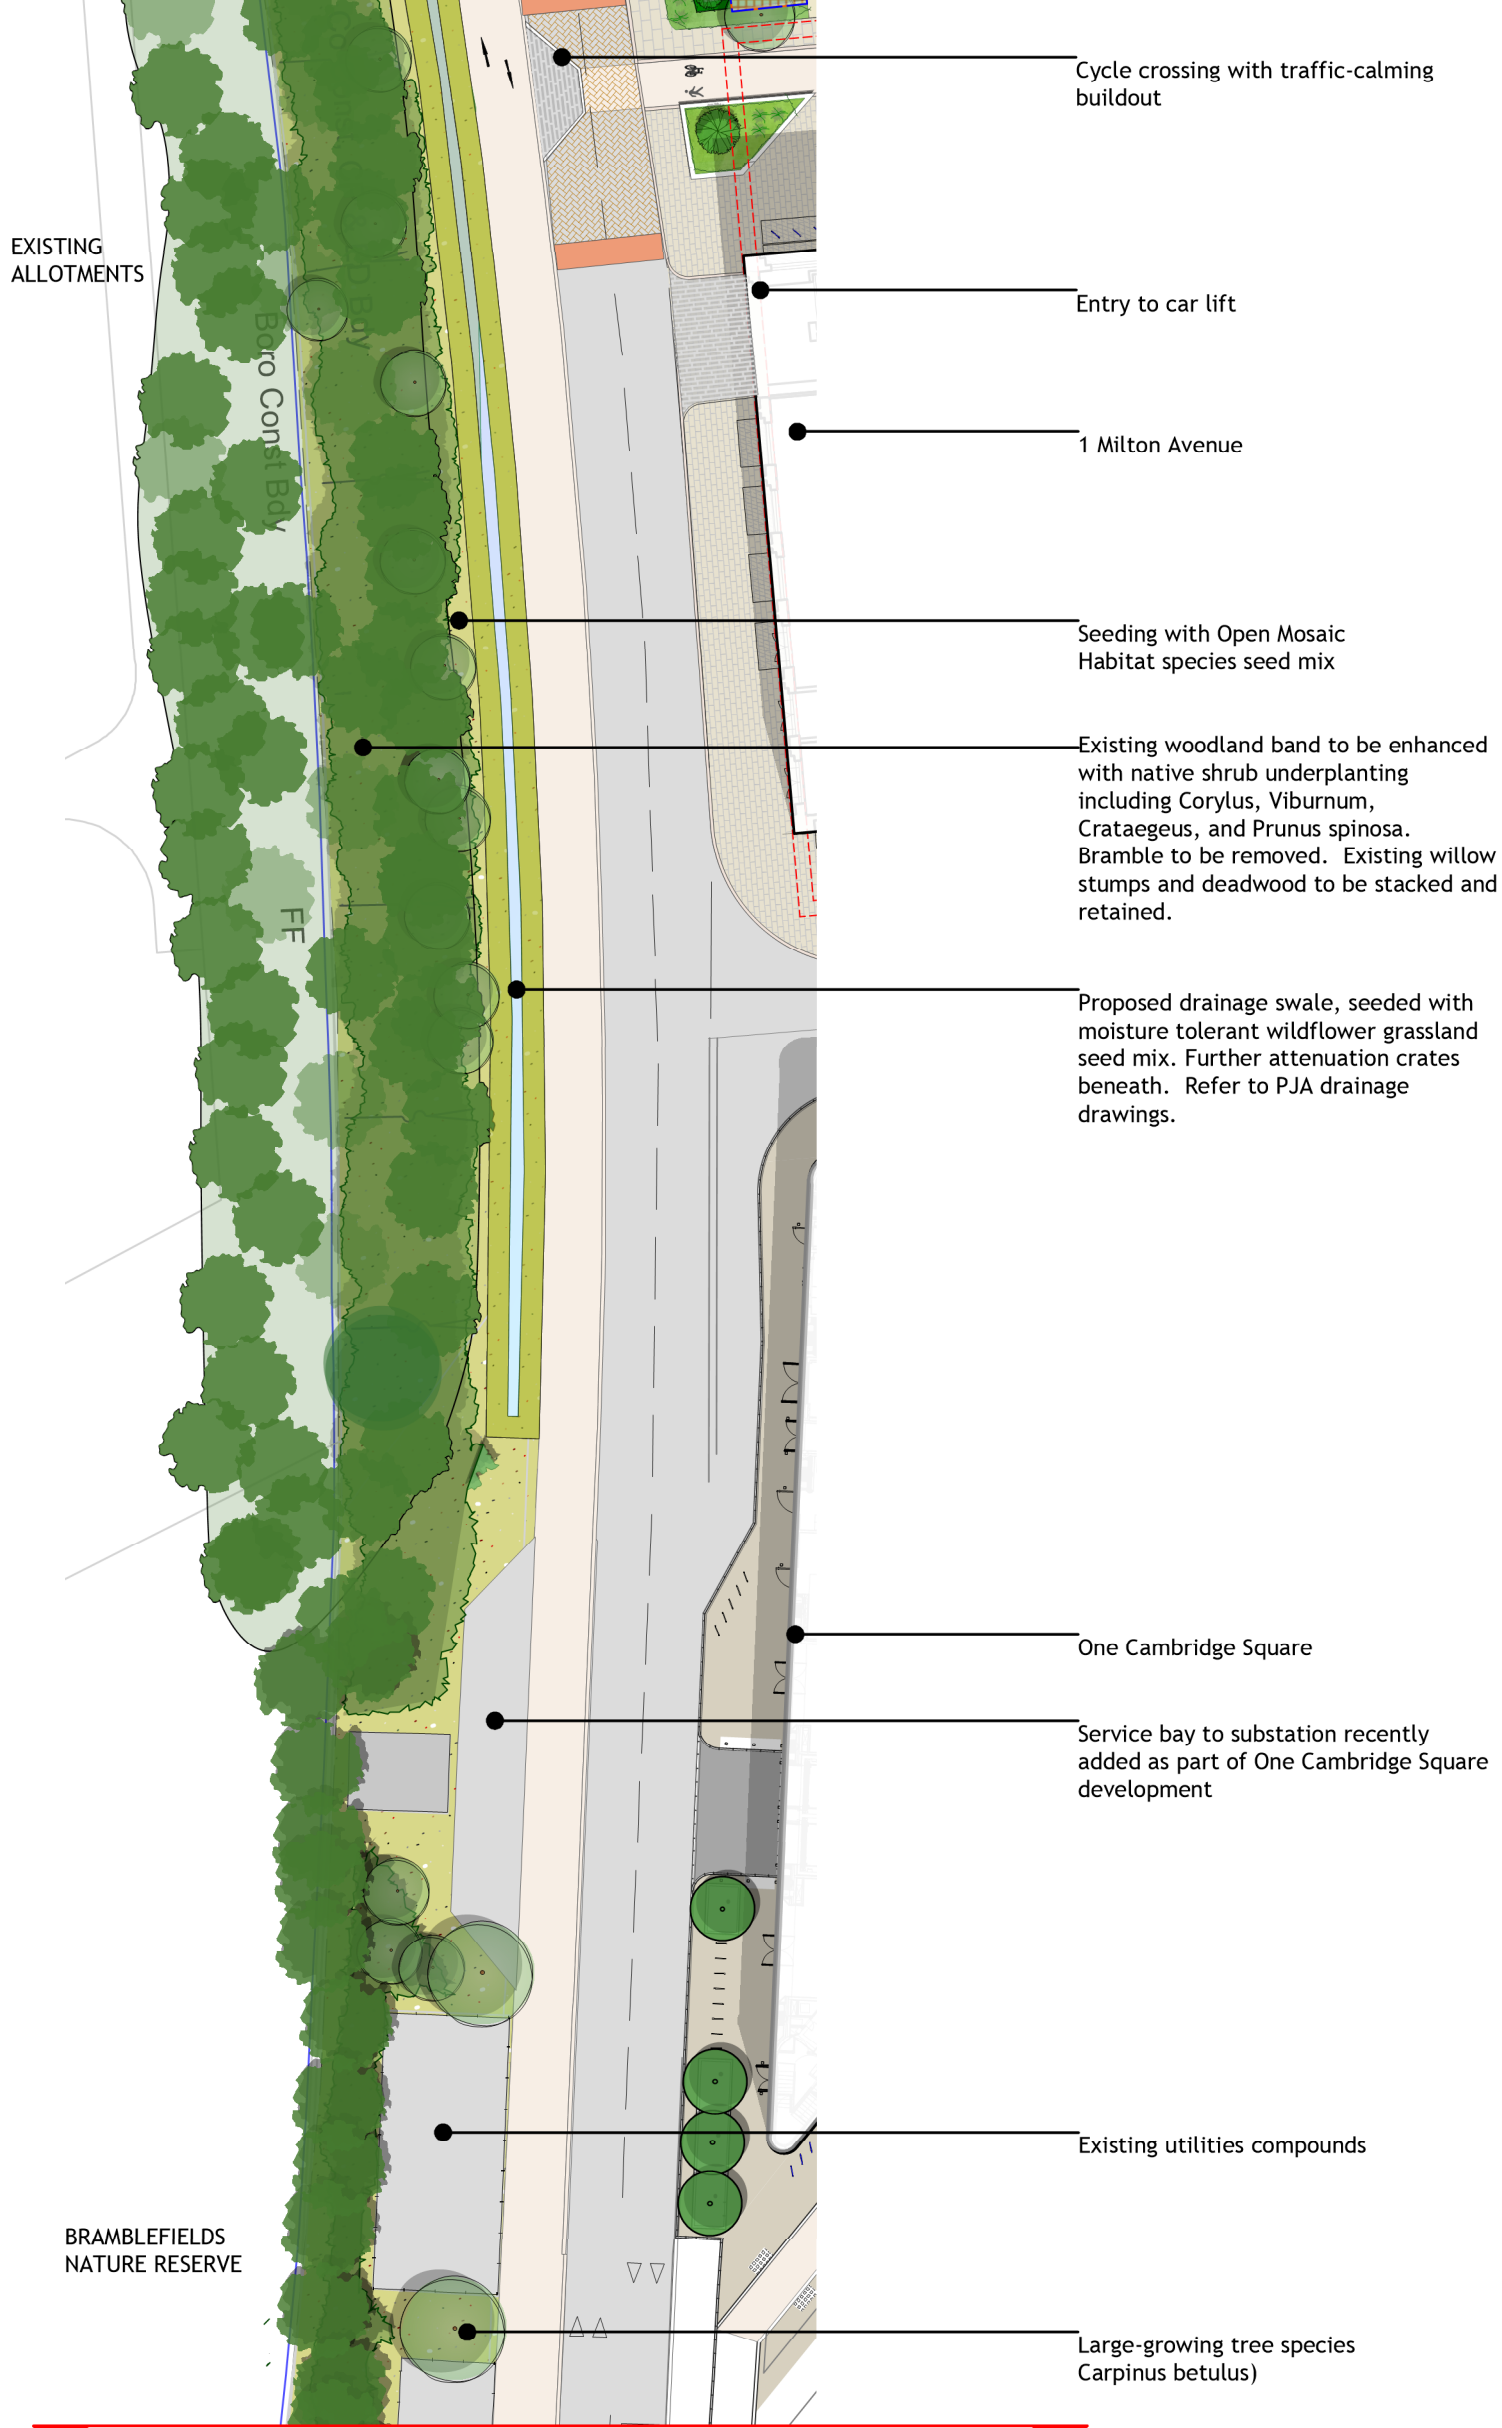 Cycle crossing with traffic-calming
buildout
EXISTING
ALLOTMENTS
Entry to car lift
Boro Const Bdy
1 Milton Avenue
Seeding with Open Mosaic
Habitat species seed mix
Existing woodland band to be enhanced
with native shrub underplanting
including Corylus, Viburnum,
Crataegeus, and Prunus spinosa.
Bramble to be removed.  Existing willow
stumps and deadwood to be stacked and
retained.
FF
Proposed drainage swale, seeded with
moisture tolerant wildflower grassland
seed mix. Further attenuation crates
beneath.  Refer to PJA drainage
drawings.
One Cambridge Square
Service bay to substation recently
added as part of One Cambridge Square
development
Existing utilities compounds
BRAMBLEFIELDS
NATURE RESERVE
Large-growing tree species
Carpinus betulus)